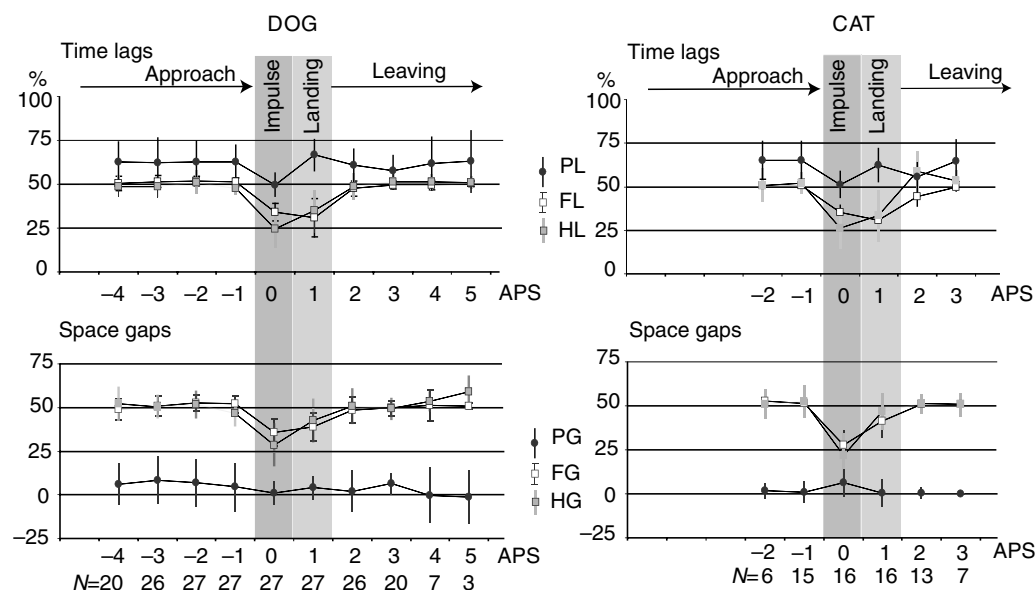 DOG
Time lags
%
Approach
Leaving
Impulse
Landing
100
75
50
25
0
–4 –3 –2 –1 0 1 2 3 4 5 APS
PL
FL
HL
Space gaps
75
50
25
0
–25
–4 –3 –2 –1 0 1 2 3 4 5 APS
N=20 26 27 27 27 27 26 20 7 3
PG
FG
HG
CAT
Time lags
%
Approach
Leaving
Impulse
Landing
100
75
50
25
0
–2 –1 0 1 2 3 APS
Space gaps
75
50
25
0
–25
–2 –1 0 1 2 3 APS
N=6 15 16 16 13 7